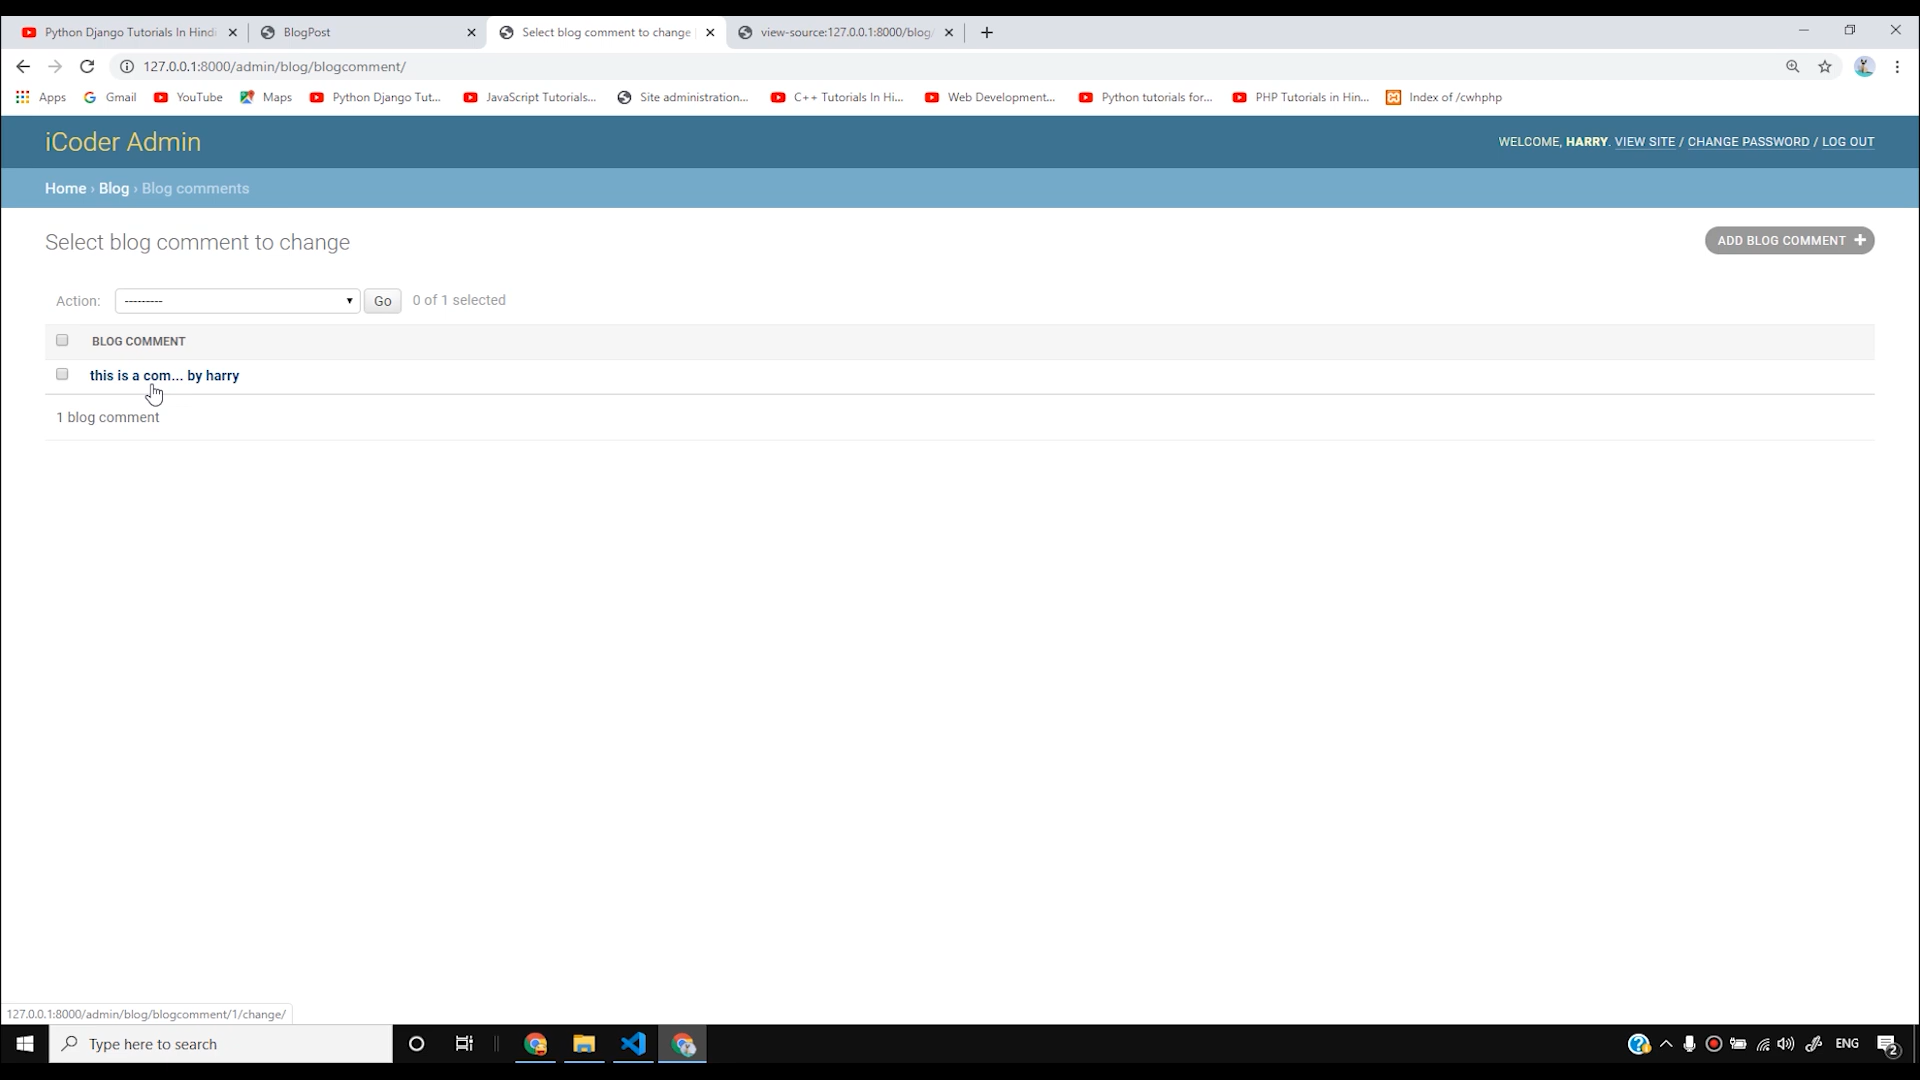 Python Django Tutorials In Hindi
BlogPost
Select blog comment to change
view-source:127.0.0.1:8000/blog/
127.0.0.1:8000/admin/blog/blogcomment/
Apps
Gmail
YouTube
Maps
Python Django Tut...
JavaScript Tutorials...
Site administration...
C++ Tutorials In Hi...
Web Development...
Python tutorials for...
PHP Tutorials in Hin...
Index of /cwhphp
iCoder Admin
WELCOME, HARRY. VIEW SITE / CHANGE PASSWORD / LOG OUT
Home › Blog › Blog comments
Select blog comment to change
ADD BLOG COMMENT +
Action: --------- Go 0 of 1 selected
BLOG COMMENT
this is a com... by harry
1 blog comment
127.0.0.1:8000/admin/blog/blogcomment/1/change/
Type here to search
ENG
2